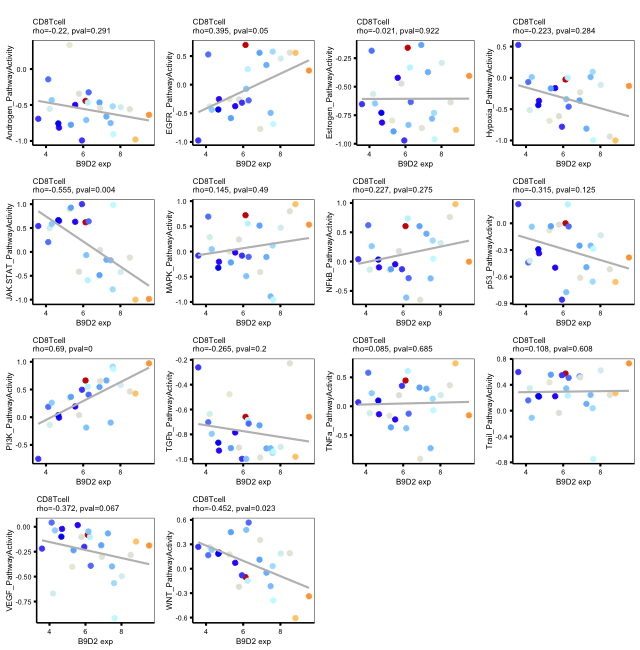 CD8Tcell
rho=-0.22, pval=0.291
Androgen_PathwayActivity
0.0
-0.5
-1.0
4
6
8
B9D2 exp
CD8Tcell
rho=0.395, pval=0.05
EGFR_PathwayActivity
0.5
0.0
-0.5
-1.0
4
6
8
B9D2 exp
CD8Tcell
rho=-0.021, pval=0.922
Estrogen_PathwayActivity
-0.25
-0.50
-0.75
-1.00
4
6
8
B9D2 exp
CD8Tcell
rho=-0.223, pval=0.284
Hypoxia_PathwayActivity
0.5
0.0
-0.5
-1.0
4
6
8
B9D2 exp
CD8Tcell
rho=-0.555, pval=0.004
JAK.STAT_PathwayActivity
1.0
0.5
0.0
-0.5
-1.0
4
6
8
B9D2 exp
CD8Tcell
rho=0.145, pval=0.49
MAPK_PathwayActivity
1.0
0.5
0.0
-0.5
-1.0
4
6
8
B9D2 exp
CD8Tcell
rho=0.227, pval=0.275
NFkB_PathwayActivity
1.0
0.5
0.0
-0.5
4
6
8
B9D2 exp
CD8Tcell
rho=-0.315, pval=0.125
p53_PathwayActivity
0.0
-0.3
-0.6
-0.9
4
6
8
B9D2 exp
CD8Tcell
rho=0.69, pval=0
PI3K_PathwayActivity
1.0
0.5
0.0
-0.5
4
6
8
B9D2 exp
CD8Tcell
rho=-0.265, pval=0.2
TGFb_PathwayActivity
-0.2
-0.4
-0.6
-0.8
-1.0
4
6
8
B9D2 exp
CD8Tcell
rho=0.085, pval=0.685
TNFa_PathwayActivity
0.5
0.0
-0.5
4
6
8
B9D2 exp
CD8Tcell
rho=0.108, pval=0.608
Trail_PathwayActivity
0.8
0.4
0.0
-0.4
-0.8
4
6
8
B9D2 exp
CD8Tcell
rho=-0.372, pval=0.067
VEGF_PathwayActivity
0.00
-0.25
-0.50
-0.75
4
6
8
B9D2 exp
CD8Tcell
rho=-0.452, pval=0.023
WNT_PathwayActivity
0.6
0.3
0.0
-0.3
-0.6
4
6
8
B9D2 exp